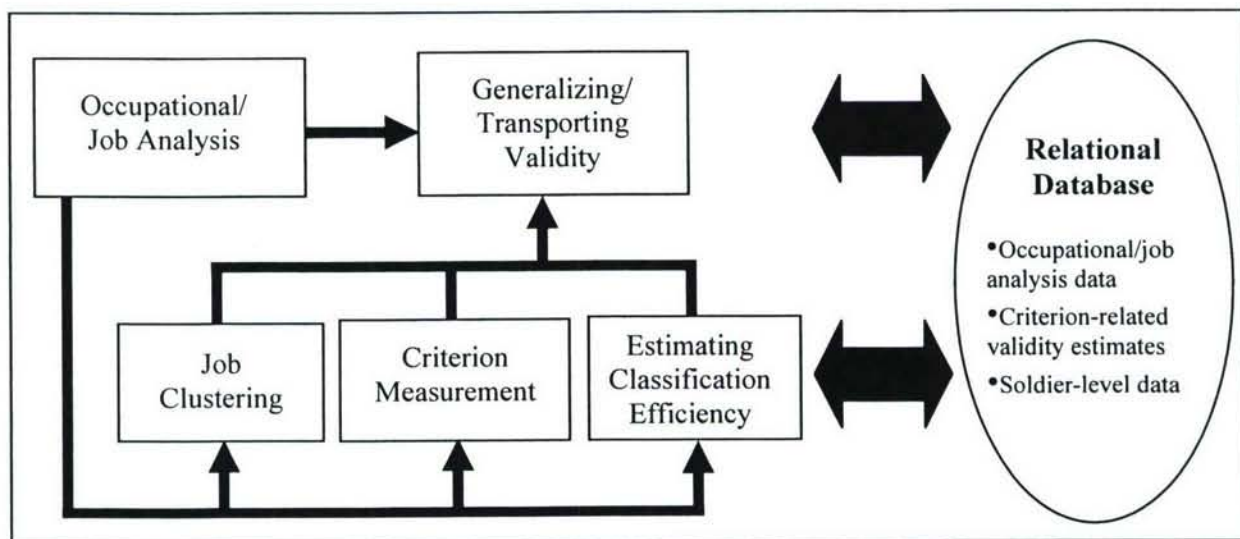 Occupational/
Job Analysis
Generalizing/
Transporting
Validity
Job
Clustering
Criterion
Measurement
Estimating
Classification
Efficiency
Relational
Database
•Occupational/job
analysis data
•Criterion-related
validity estimates
•Soldier-level data